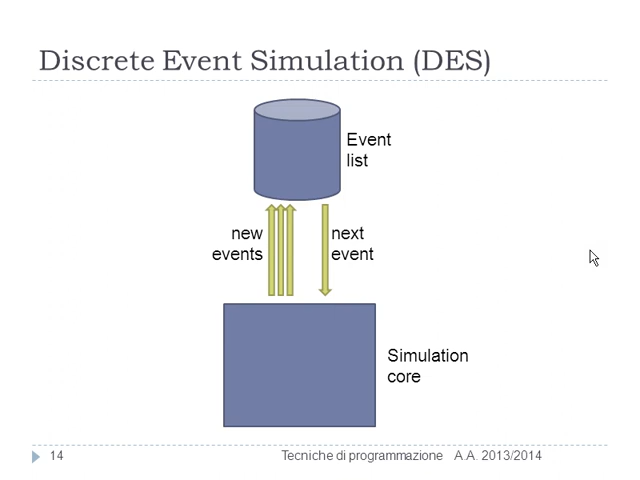 Discrete Event Simulation (DES)
Event
list
new
events
next
event
Simulation
core
14
Tecniche di programmazione A.A. 2013/2014